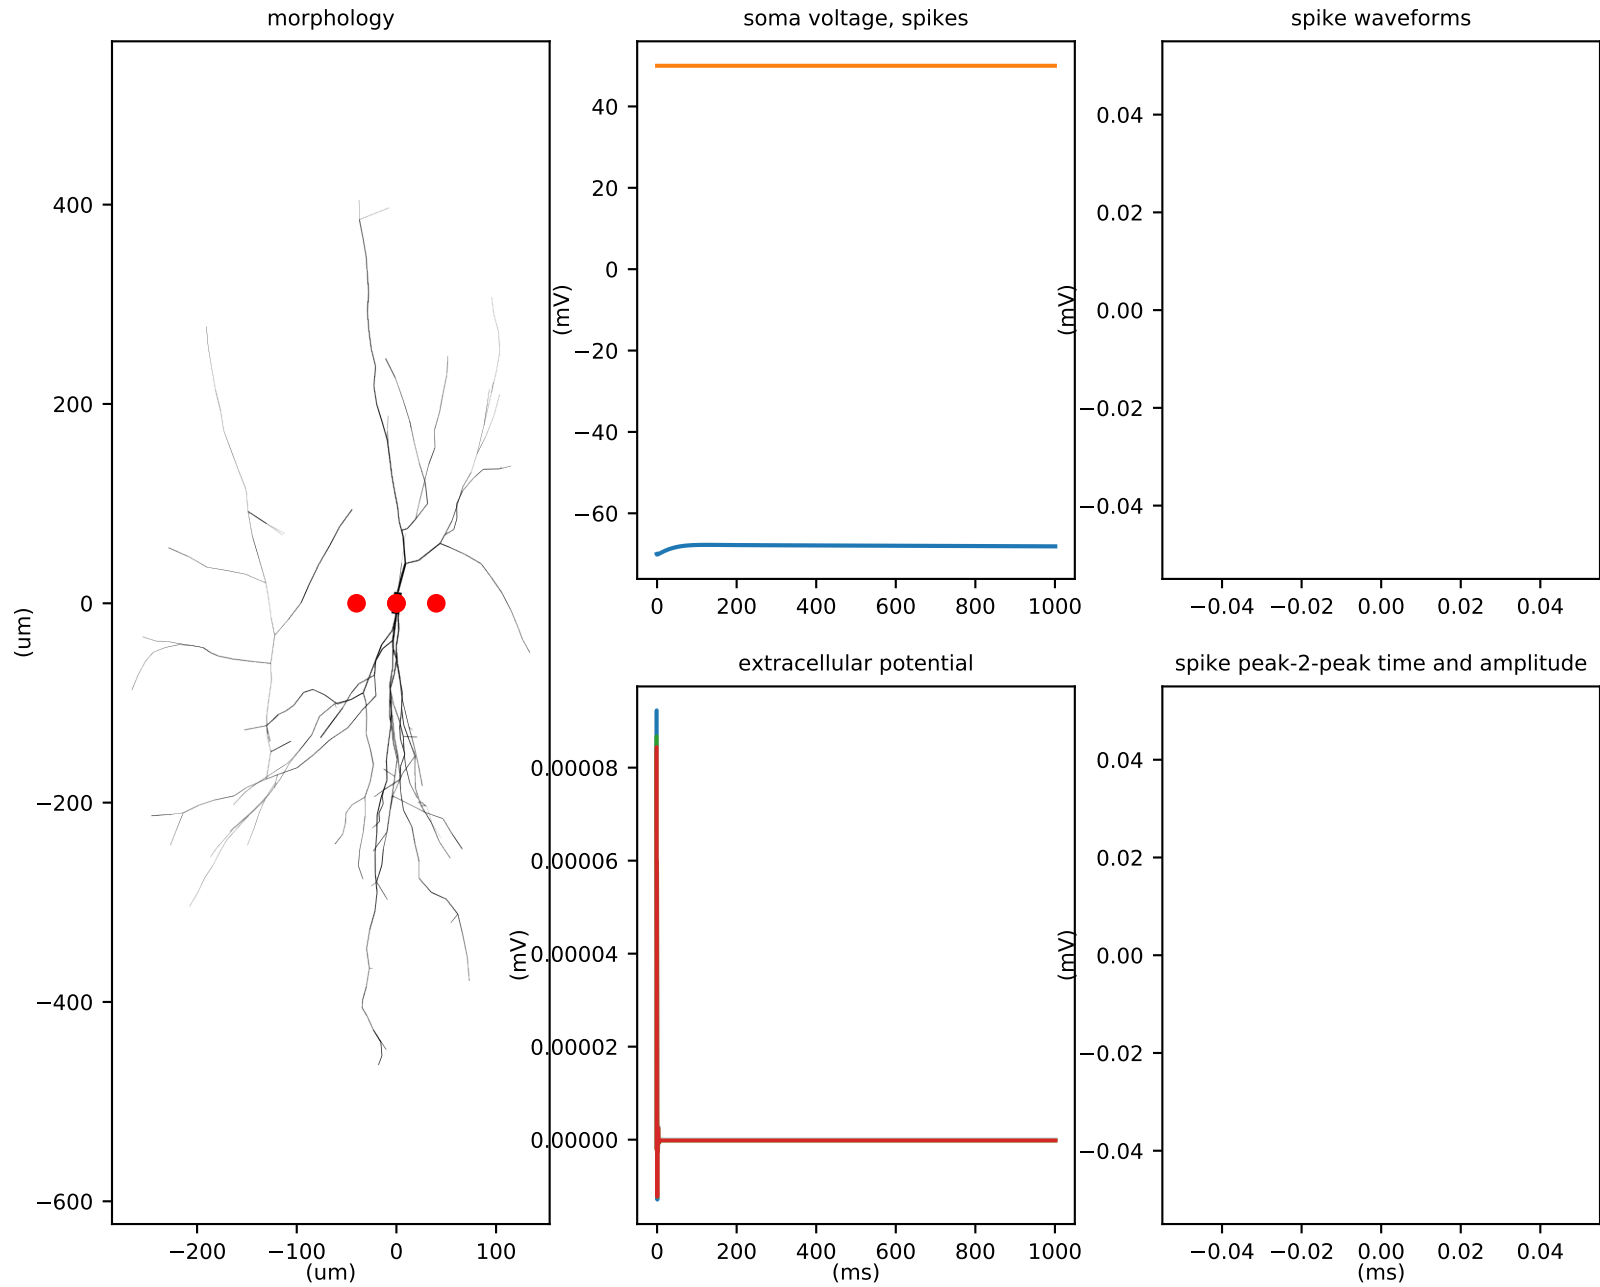 morphology
400
200
0
−200
−400
−600
(um)
−200 −100 0 100
(um)
soma voltage, spikes
40
20
0
−20
−40
−60
(mV)
0 200 400 600 800 1000
spike waveforms
0.04
0.02
0.00
−0.02
−0.04
(mV)
−0.04 −0.02 0.00 0.02 0.04
extracellular potential
0.00008
0.00006
0.00004
0.00002
0.00000
(mV)
0 200 400 600 800 1000
(ms)
spike peak-2-peak time and amplitude
0.04
0.02
0.00
−0.02
−0.04
(mV)
−0.04 −0.02 0.00 0.02 0.04
(ms)